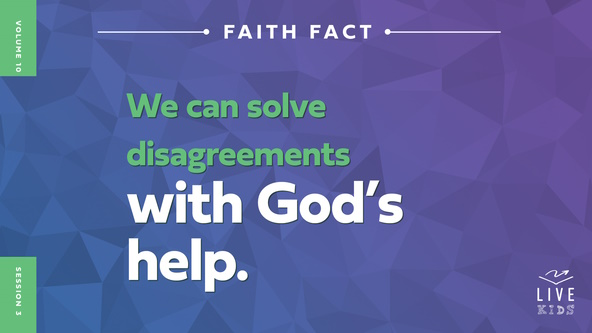 VOLUME 10
FAITH FACT
We can solve
disagreements
with God's
help.
SESSION 3
LIVE
KIDS